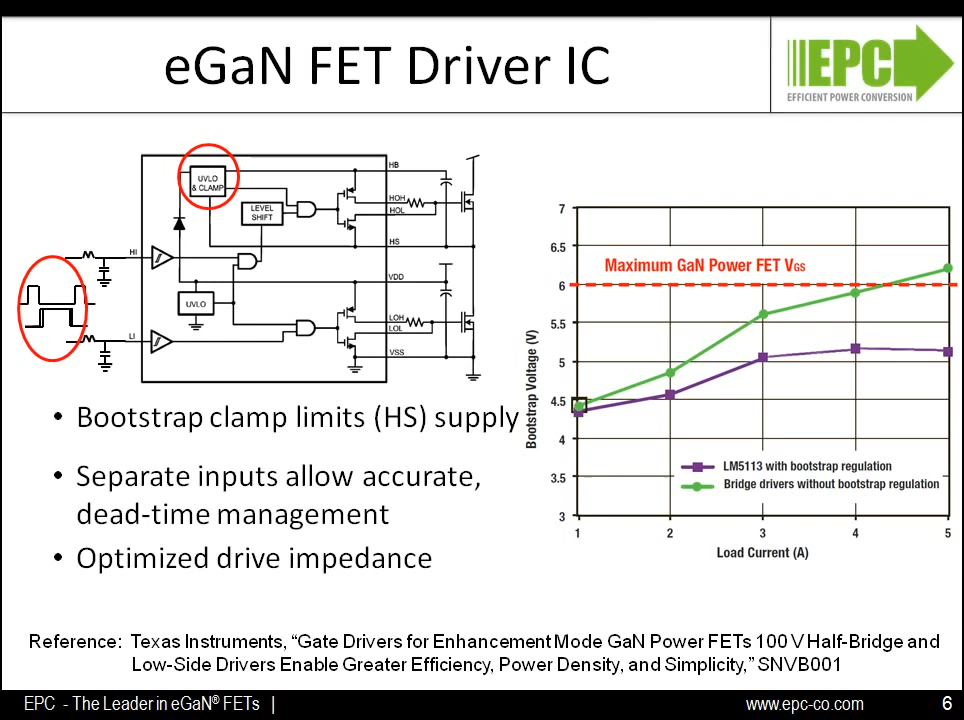 eGaN FET Driver IC
EPC
EFFICIENT POWER CONVERSION
UVLO
& CLAMP
LEVEL
SHIFT
HB
HOH
HOL
HS
HI
VDD
UVLO
LOH
LOL
LI
VSS
• Bootstrap clamp limits (HS) supply
• Separate inputs allow accurate,
dead-time management
• Optimized drive impedance
7
6.5
6
5.5
5
4.5
4
3.5
3
Bootstrap Voltage (V)
Maximum GaN Power FET VGS
LM5113 with bootstrap regulation
Bridge drivers without bootstrap regulation
1 2 3 4 5
Load Current (A)
Reference: Texas Instruments, “Gate Drivers for Enhancement Mode GaN Power FETs 100 V Half-Bridge and
Low-Side Drivers Enable Greater Efficiency, Power Density, and Simplicity,” SNVB001
EPC - The Leader in eGaN® FETs | www.epc-co.com 6